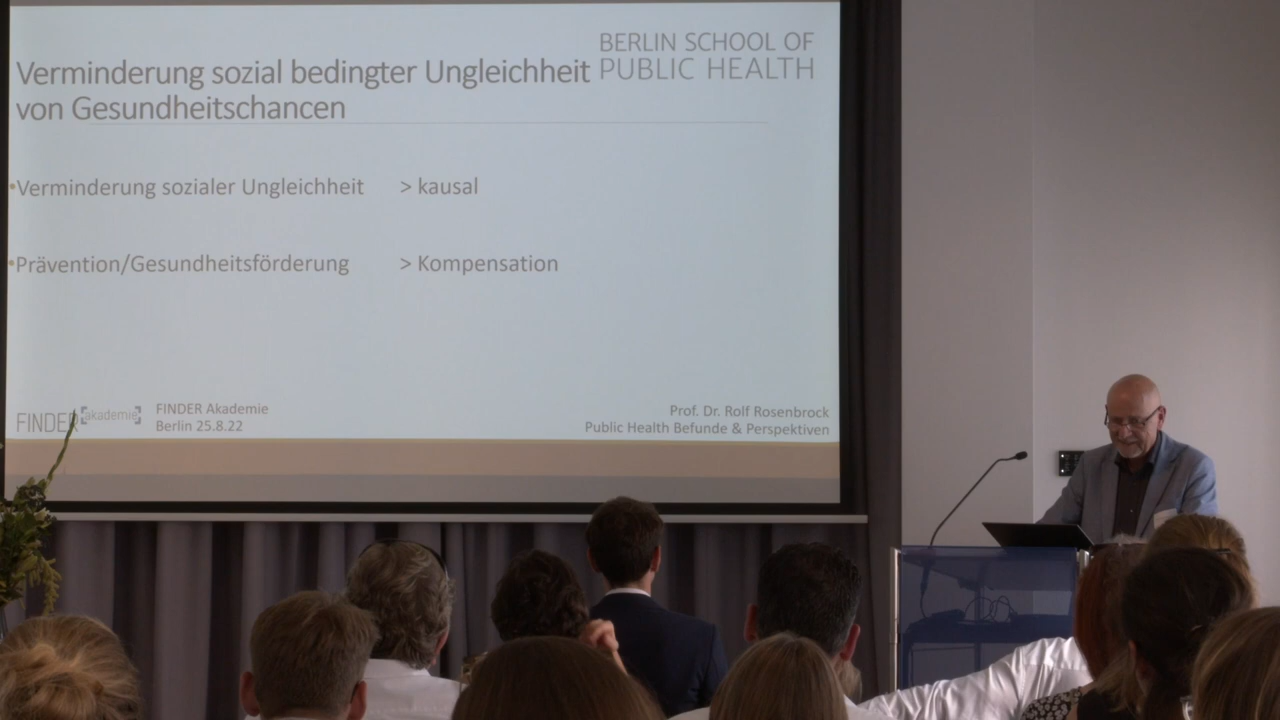 BERLIN SCHOOL OF
PUBLIC HEALTH
Verminderung sozial bedingter Ungleichheit
von Gesundheitschancen
•Verminderung sozialer Ungleichheit > kausal
•Prävention/Gesundheitsförderung > Kompensation
FINDER [akademie]
FINDER Akademie
Berlin 25.8.22
Prof. Dr. Rolf Rosenbrock
Public Health Befunde & Perspektiven